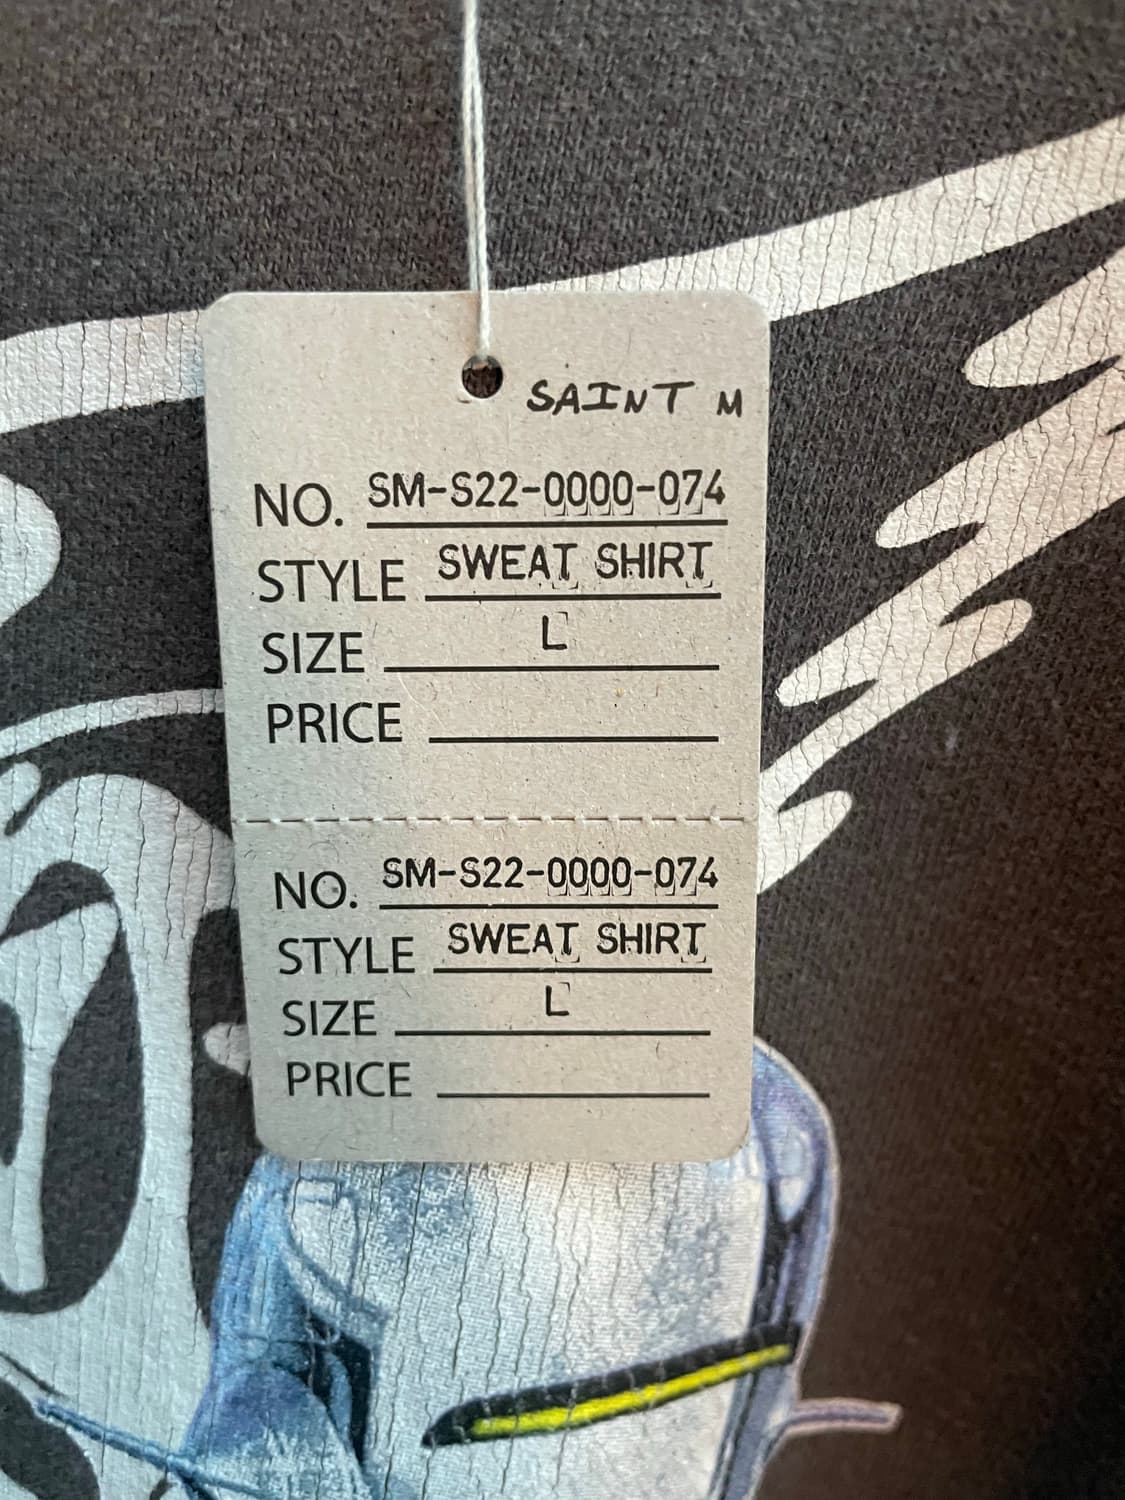 SAINT M
NO. SM-S22-0000-074
STYLE SWEAT SHIRT
SIZE L
PRICE
NO. SM-S22-0000-074
STYLE SWEAT SHIRT
SIZE L
PRICE